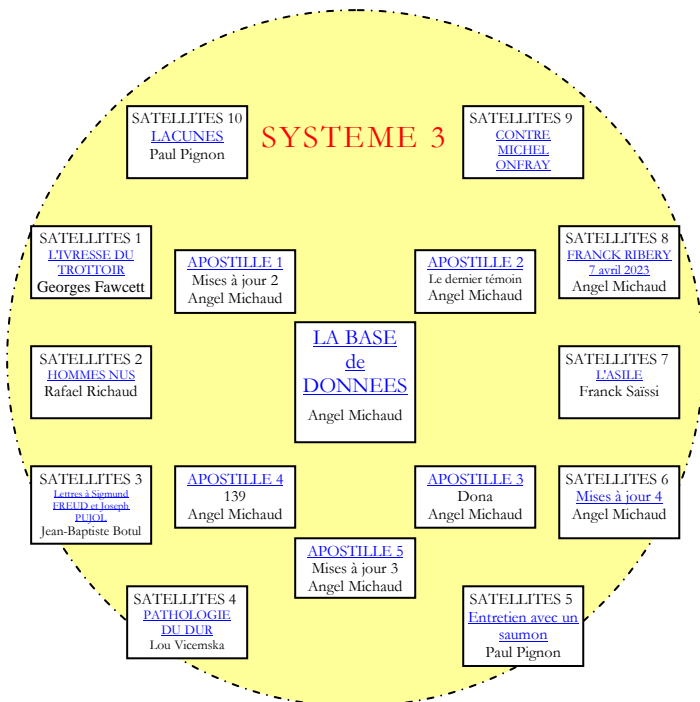 SATELLITES 10
LACUNES
Paul Pignon
SYSTEME 3
SATELLITES 9
CONTRE
MICHEL
ONFRAY
SATELLITES 1
L'IVRESSE DU
TROTTOIR
Georges Fawcett
APOSTILLE 1
Mises à jour 2
Angel Michaud
APOSTILLE 2
Le dernier témoin
Angel Michaud
SATELLITES 8
FRANCK RIBERY
7 avril 2023
Angel Michaud
LA BASE
de
DONNEES
Angel Michaud
SATELLITES 2
HOMMES NUS
Rafael Richaud
SATELLITES 7
L'ASILE
Franck Saïssi
SATELLITES 3
Lettres à Sigmund
FREUD et Joseph
PUJOL
Jean-Baptiste Botul
APOSTILLE 4
139
Angel Michaud
APOSTILLE 3
Dona
Angel Michaud
SATELLITES 6
Mises à jour 4
Angel Michaud
APOSTILLE 5
Mises à jour 3
Angel Michaud
SATELLITES 4
PATHOLOGIE
DU DUR
Lou Vicemska
SATELLITES 5
Entretien avec un
saumon
Paul Pignon